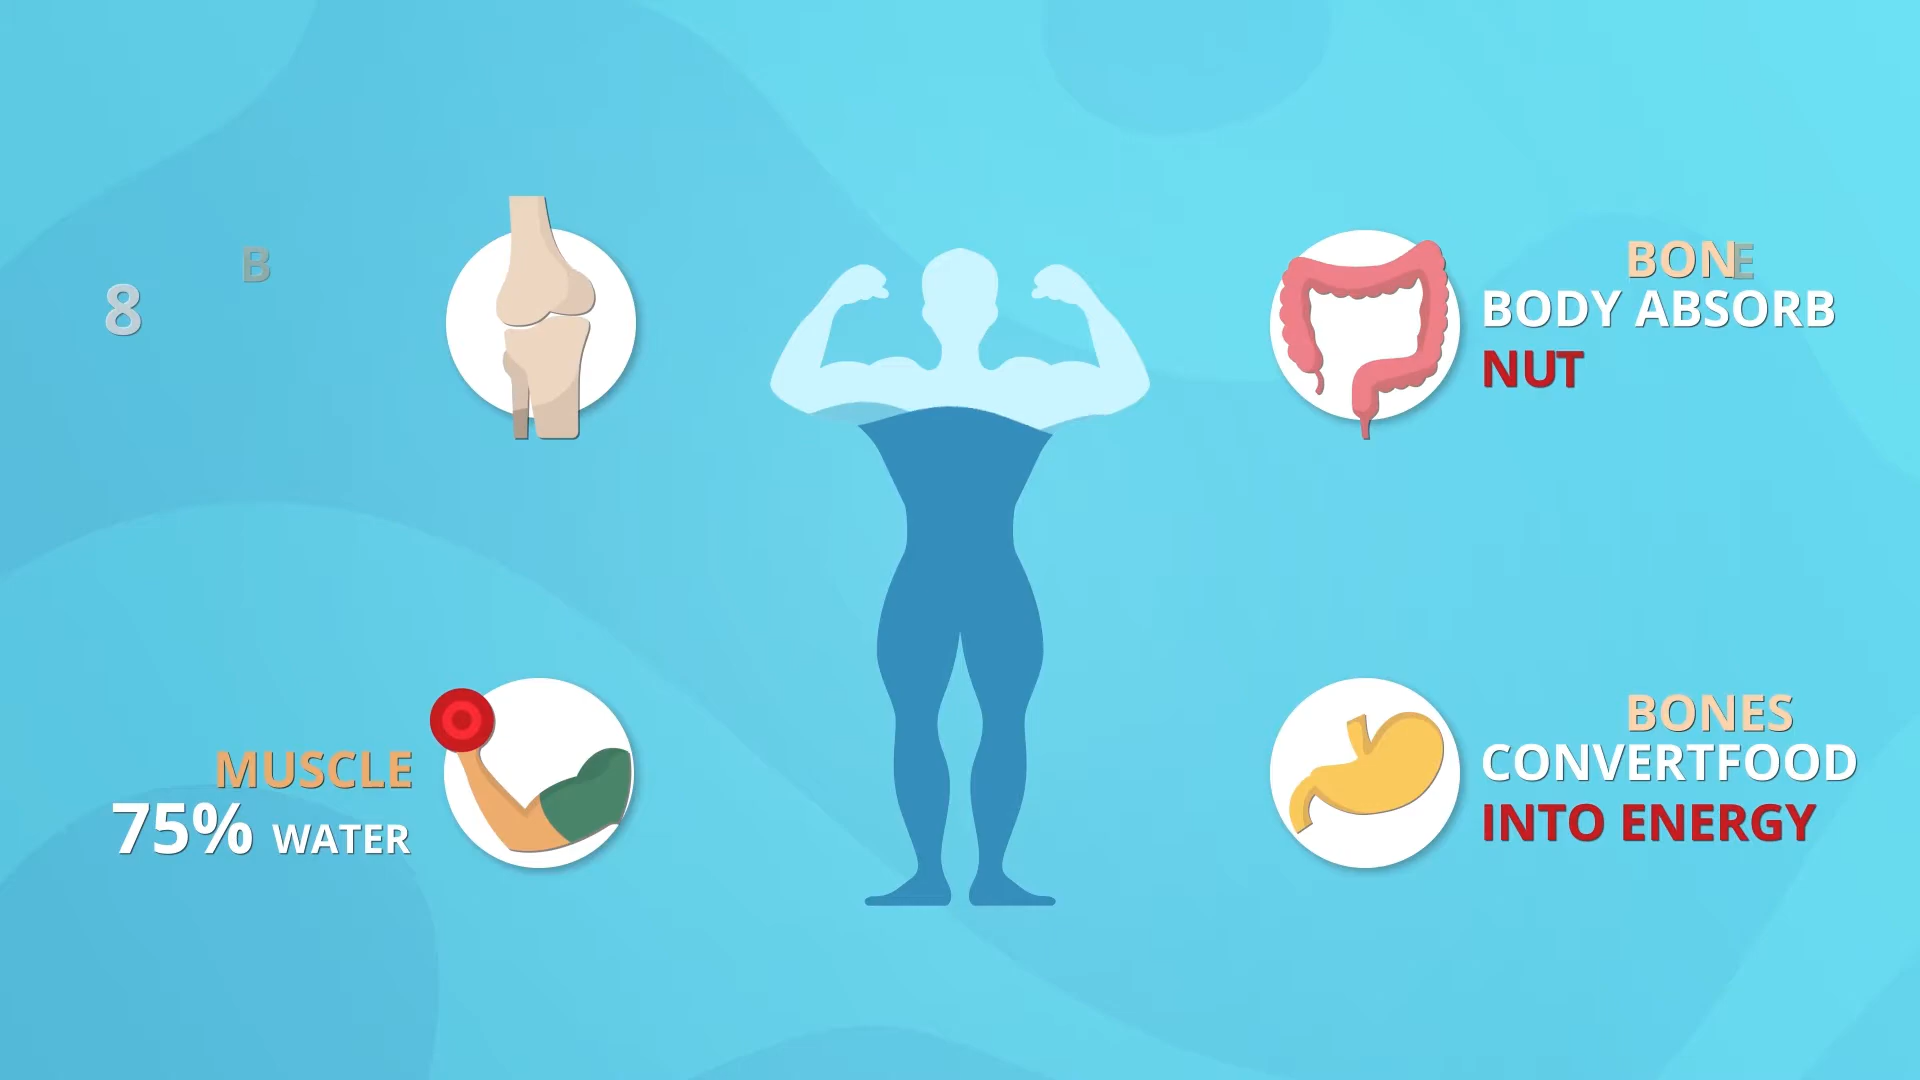 B
8
BONE
BODY ABSORB
NUT
MUSCLE
75% WATER
BONES
CONVERTFOOD
INTO ENERGY